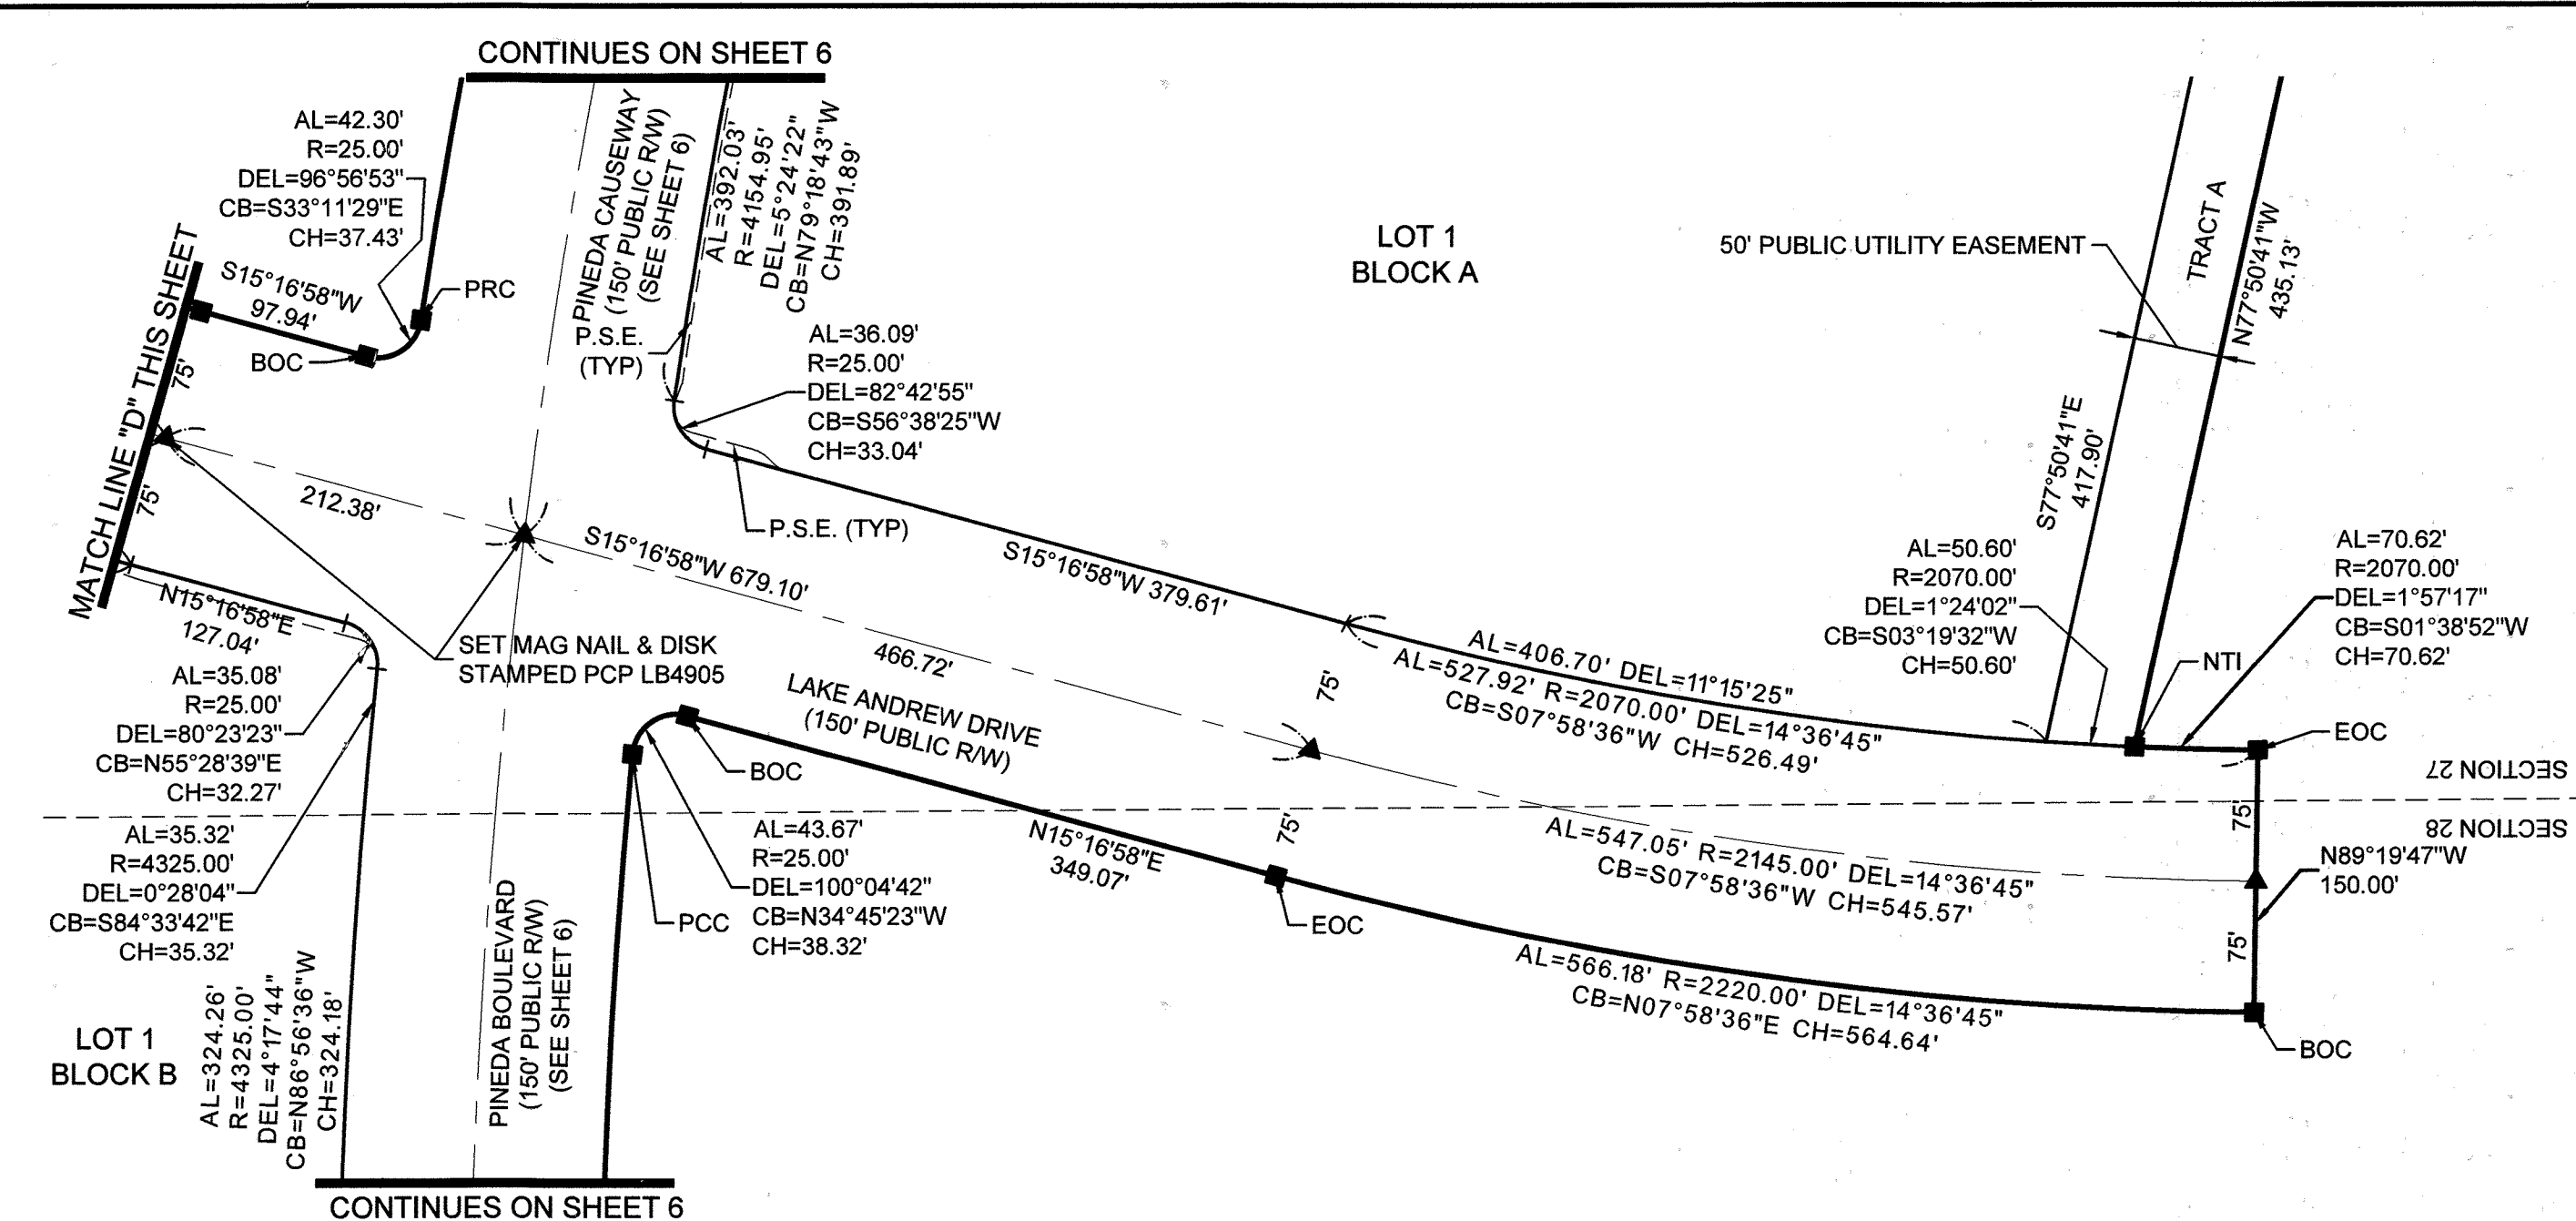 CONTINUES ON SHEET 6
AL=42.30'
R=25.00'
DEL=96°56'53"
CB=S33°11'29"E
CH=37.43'
PINEDA CAUSEWAY
(150' PUBLIC R/W)
(SEE SHEET 6)
AL=392.03'
R=4154.95'
DEL=5°24'22"
CB=N79°18'43"W
CH=391.89'
LOT 1
BLOCK A
50' PUBLIC UTILITY EASEMENT
TRACT A
N77°50'41"W
435.13'
S77°50'41"E
417.90'
MATCH LINE "D" THIS SHEET
75'
75'
S15°16'58"W
97.94'
BOC
PRC
P.S.E.
(TYP)
AL=36.09'
R=25.00'
DEL=82°42'55"
CB=S56°38'25"W
CH=33.04'
P.S.E. (TYP)
212.38'
S15°16'58"W 679.10'
466.72'
S15°16'58"W 379.61'
N15°16'58"E
127.04'
SET MAG NAIL & DISK
STAMPED PCP LB4905
LAKE ANDREW DRIVE
(150' PUBLIC R/W)
75'
AL=406.70' DEL=11°15'25"
AL=527.92' R=2070.00' DEL=14°36'45"
CB=S07°58'36"W CH=526.49'
AL=50.60'
R=2070.00'
DEL=1°24'02"
CB=S03°19'32"W
CH=50.60'
NTI
AL=70.62'
R=2070.00'
DEL=1°57'17"
CB=S01°38'52"W
CH=70.62'
EOC
SECTION 27
SECTION 28
AL=35.08'
R=25.00'
DEL=80°23'23"
CB=N55°28'39"E
CH=32.27'
BOC
AL=35.32'
R=4325.00'
DEL=0°28'04"
CB=S84°33'42"E
CH=35.32'
AL=43.67'
R=25.00'
DEL=100°04'42"
CB=N34°45'23"W
CH=38.32'
PCC
N15°16'58"E
349.07'
75'
EOC
AL=547.05' R=2145.00' DEL=14°36'45"
CB=S07°58'36"W CH=545.57'
75'
75'
N89°19'47"W
150.00'
AL=566.18' R=2220.00' DEL=14°36'45"
CB=N07°58'36"E CH=564.64'
BOC
LOT 1
BLOCK B
AL=324.26'
R=4325.00'
DEL=4°17'44"
CB=N86°56'36"W
CH=324.18'
PINEDA BOULEVARD
(150' PUBLIC R/W)
(SEE SHEET 6)
CONTINUES ON SHEET 6